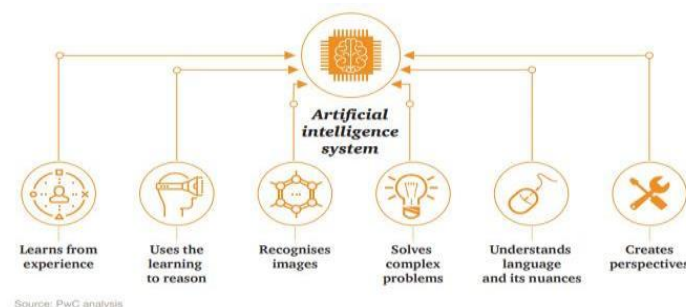 Artificial
intelligence
system
Learns from
experience
Uses the
learning
to reason
Recognises
images
Solves
complex
problems
Understands
language
and its nuances
Creates
perspectives
Source: PwC analysis